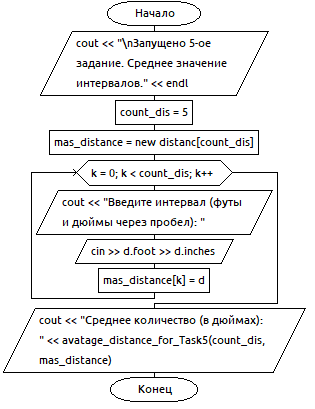 Начало
cout << "\nЗапущено 5-ое
задание. Среднее значение
интервалов." << endl
count_dis = 5
mas_distance = new distanc[count_dis]
k = 0; k < count_dis; k++
cout << "Введите интервал (футы
и дюймы через пробел): "
cin >> d.foot >> d.inches
mas_distance[k] = d
cout << "Среднее количество (в дюймах):
" << avatage_distance_for_Task5(count_dis,
mas_distance)
Конец